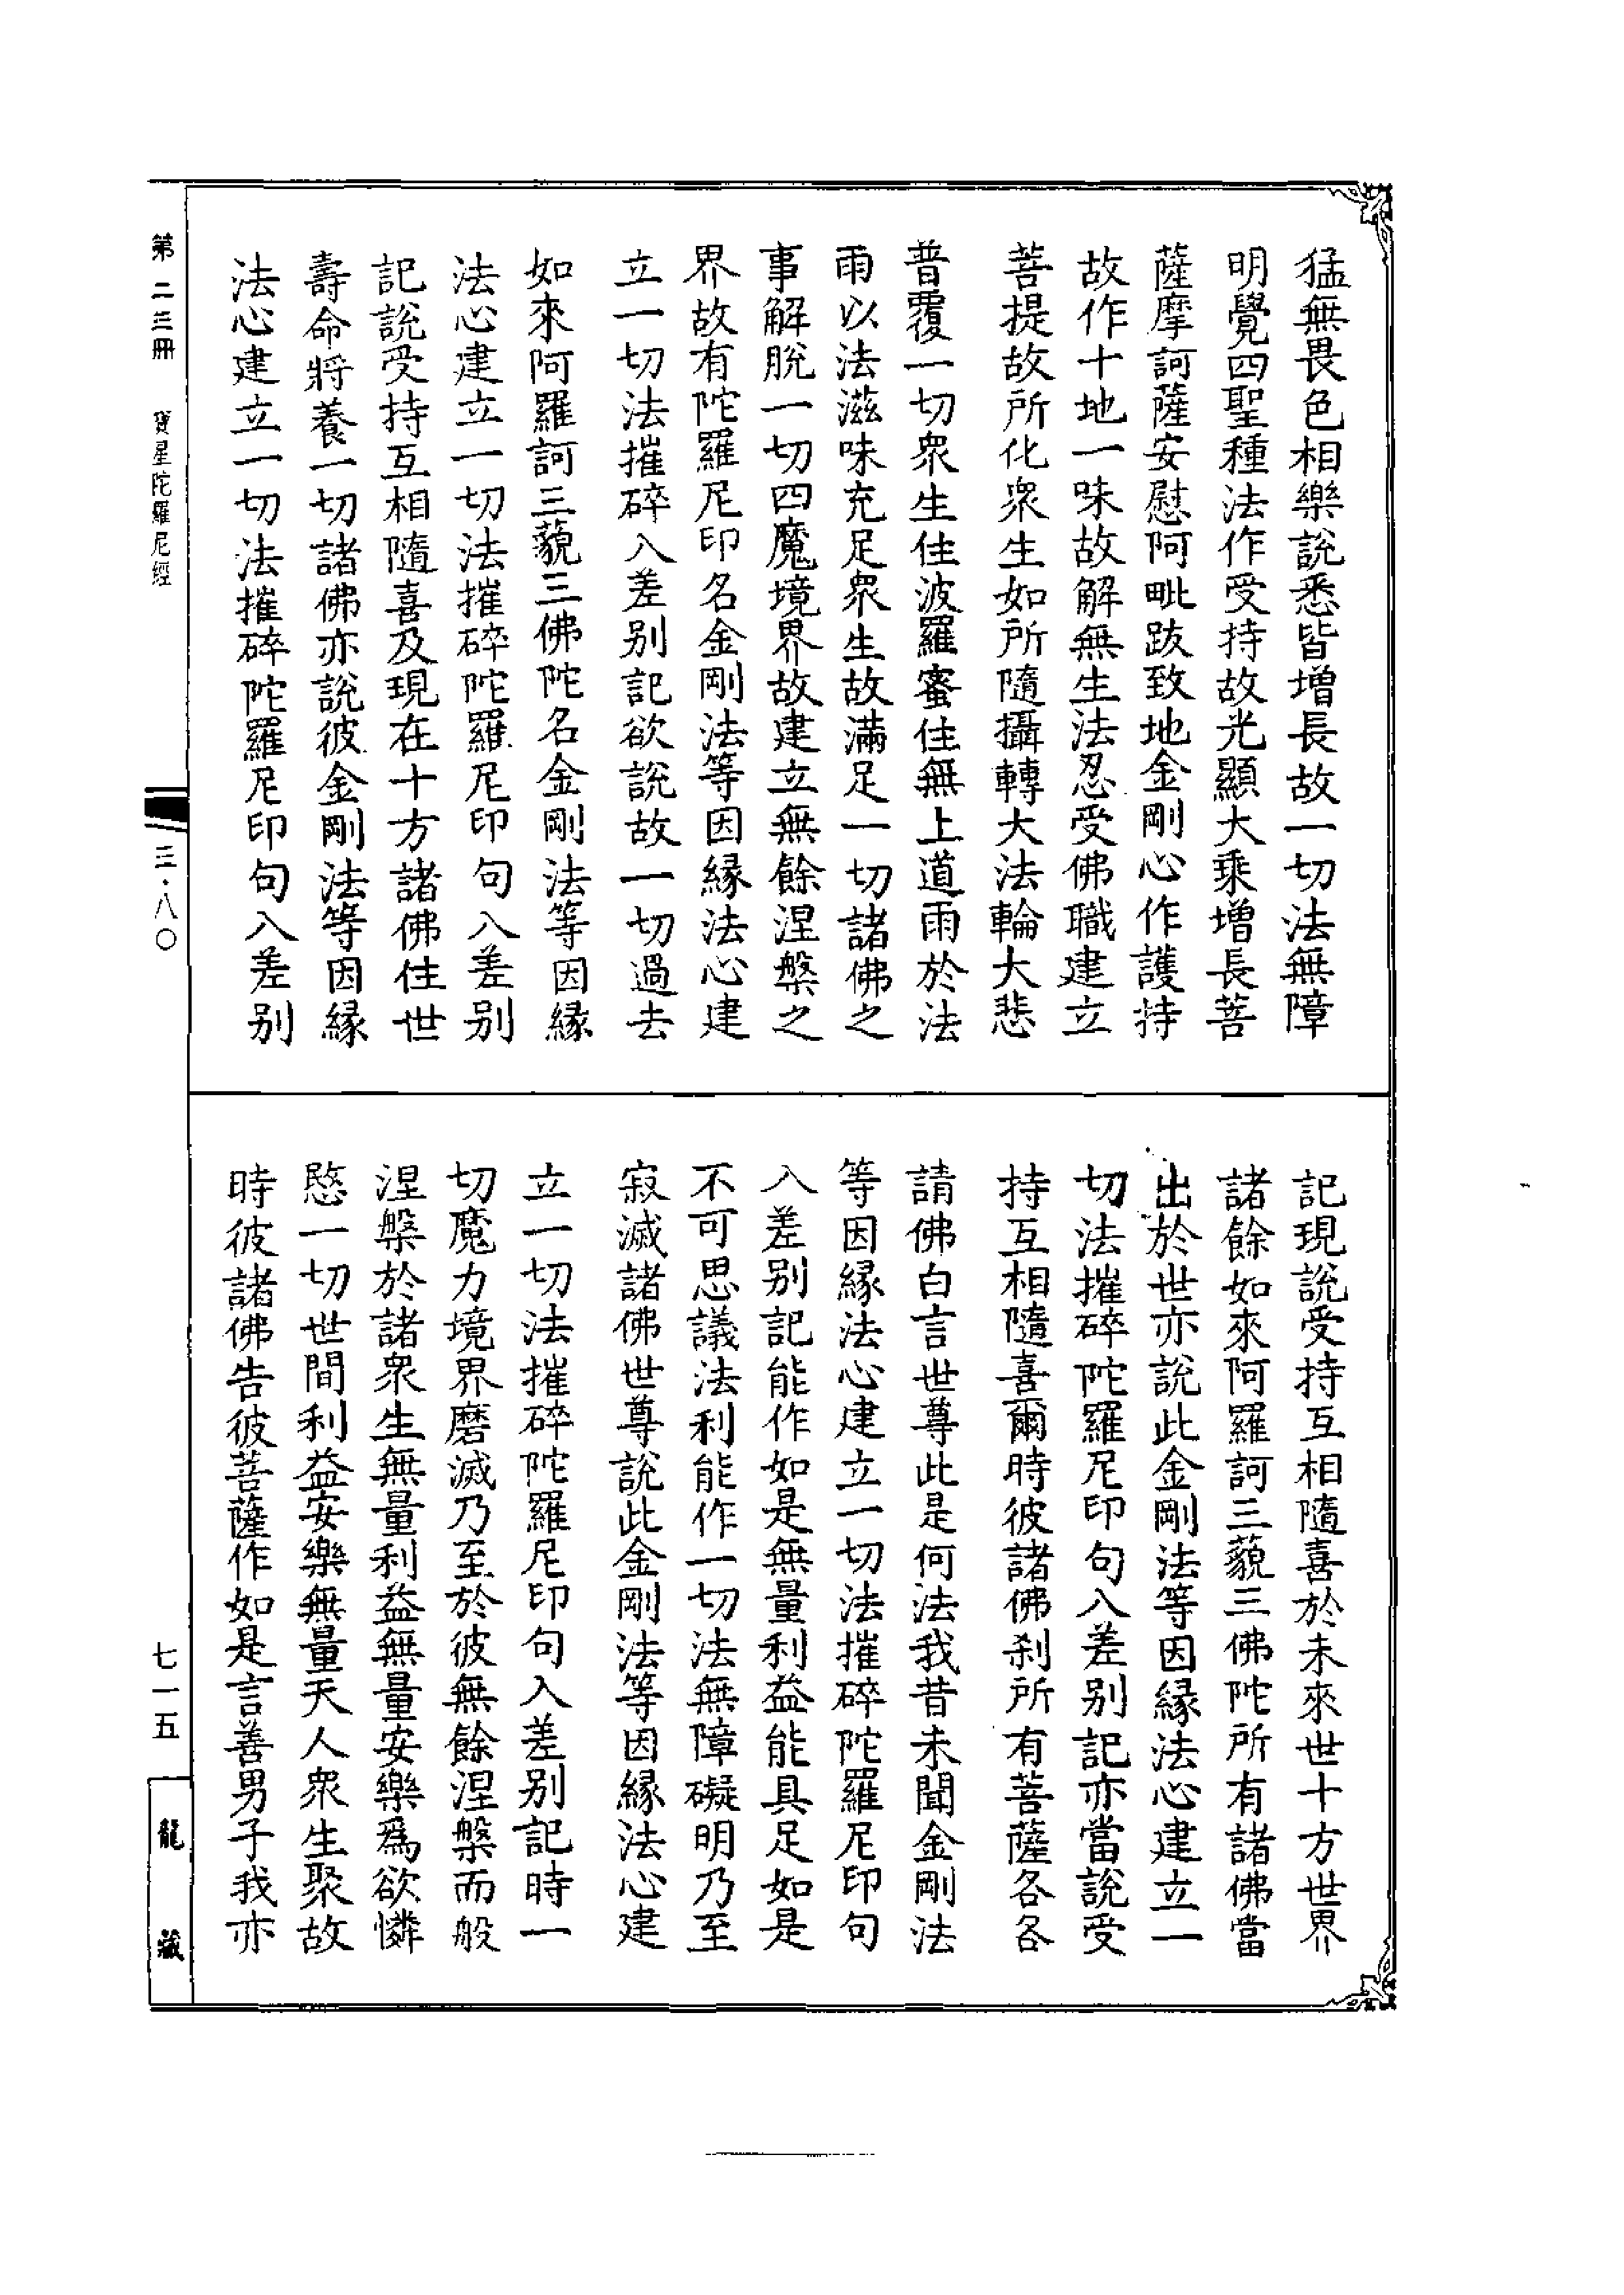 猛無畏色相樂說悉皆增長故一切法無障
明覺四聖種法作受持故光顯大乘增長菩
薩摩訶薩安慰阿毗跋致地金剛心作護持
故作十地一味故解無生法忍受佛職建立
菩提故所化衆生如所隨攝轉大法輪大悲
普覆一切衆生住波羅蜜住無上道雨於法
雨以法滋味充足衆生故滿足一切諸佛之
事解脫一切四魔境界故建立無餘涅槃之
界故有陀羅尼印名金剛法等因緣法心建
立一切法摧碎入差别記欲說故一切過去
如來阿羅訶三藐三佛陀名金剛法等因緣
法心建立一切法摧碎陀羅尼印句入差别
記說受持互相隨喜及現在十方諸佛住世
壽命將養一切諸佛亦說彼金剛法等因緣
法心建立一切法摧碎陀羅尼印句入差别
記現說受持互相隨喜於未來世十方世界
諸餘如來阿羅訶三藐三佛陀所有諸佛當
出於世亦說此金剛法等因緣法心建立一
切法摧碎陀羅尼印句入差别記亦當說受
持互相隨喜爾時彼諸佛刹所有菩薩各各
請佛白言世尊此是何法我昔未聞金剛法
等因緣法心建立一切法摧碎陀羅尼印句
入差别記能作如是無量利益能具足如是
不可思議法利能作一切法無障礙明乃至
寂滅諸佛世尊說此金剛法等因緣法心建
立一切法摧碎陀羅尼印句入差别記時一
切魔力境界磨滅乃至於彼無餘涅槃而般
涅槃於諸衆生無量利益無量安樂爲欲憐
愍一切世間利益安樂無量天人衆生聚故
時彼諸佛告彼菩薩作如是言善男子我亦
第二三冊 寶星陀羅尼經
三·八〇
七一五
龍藏